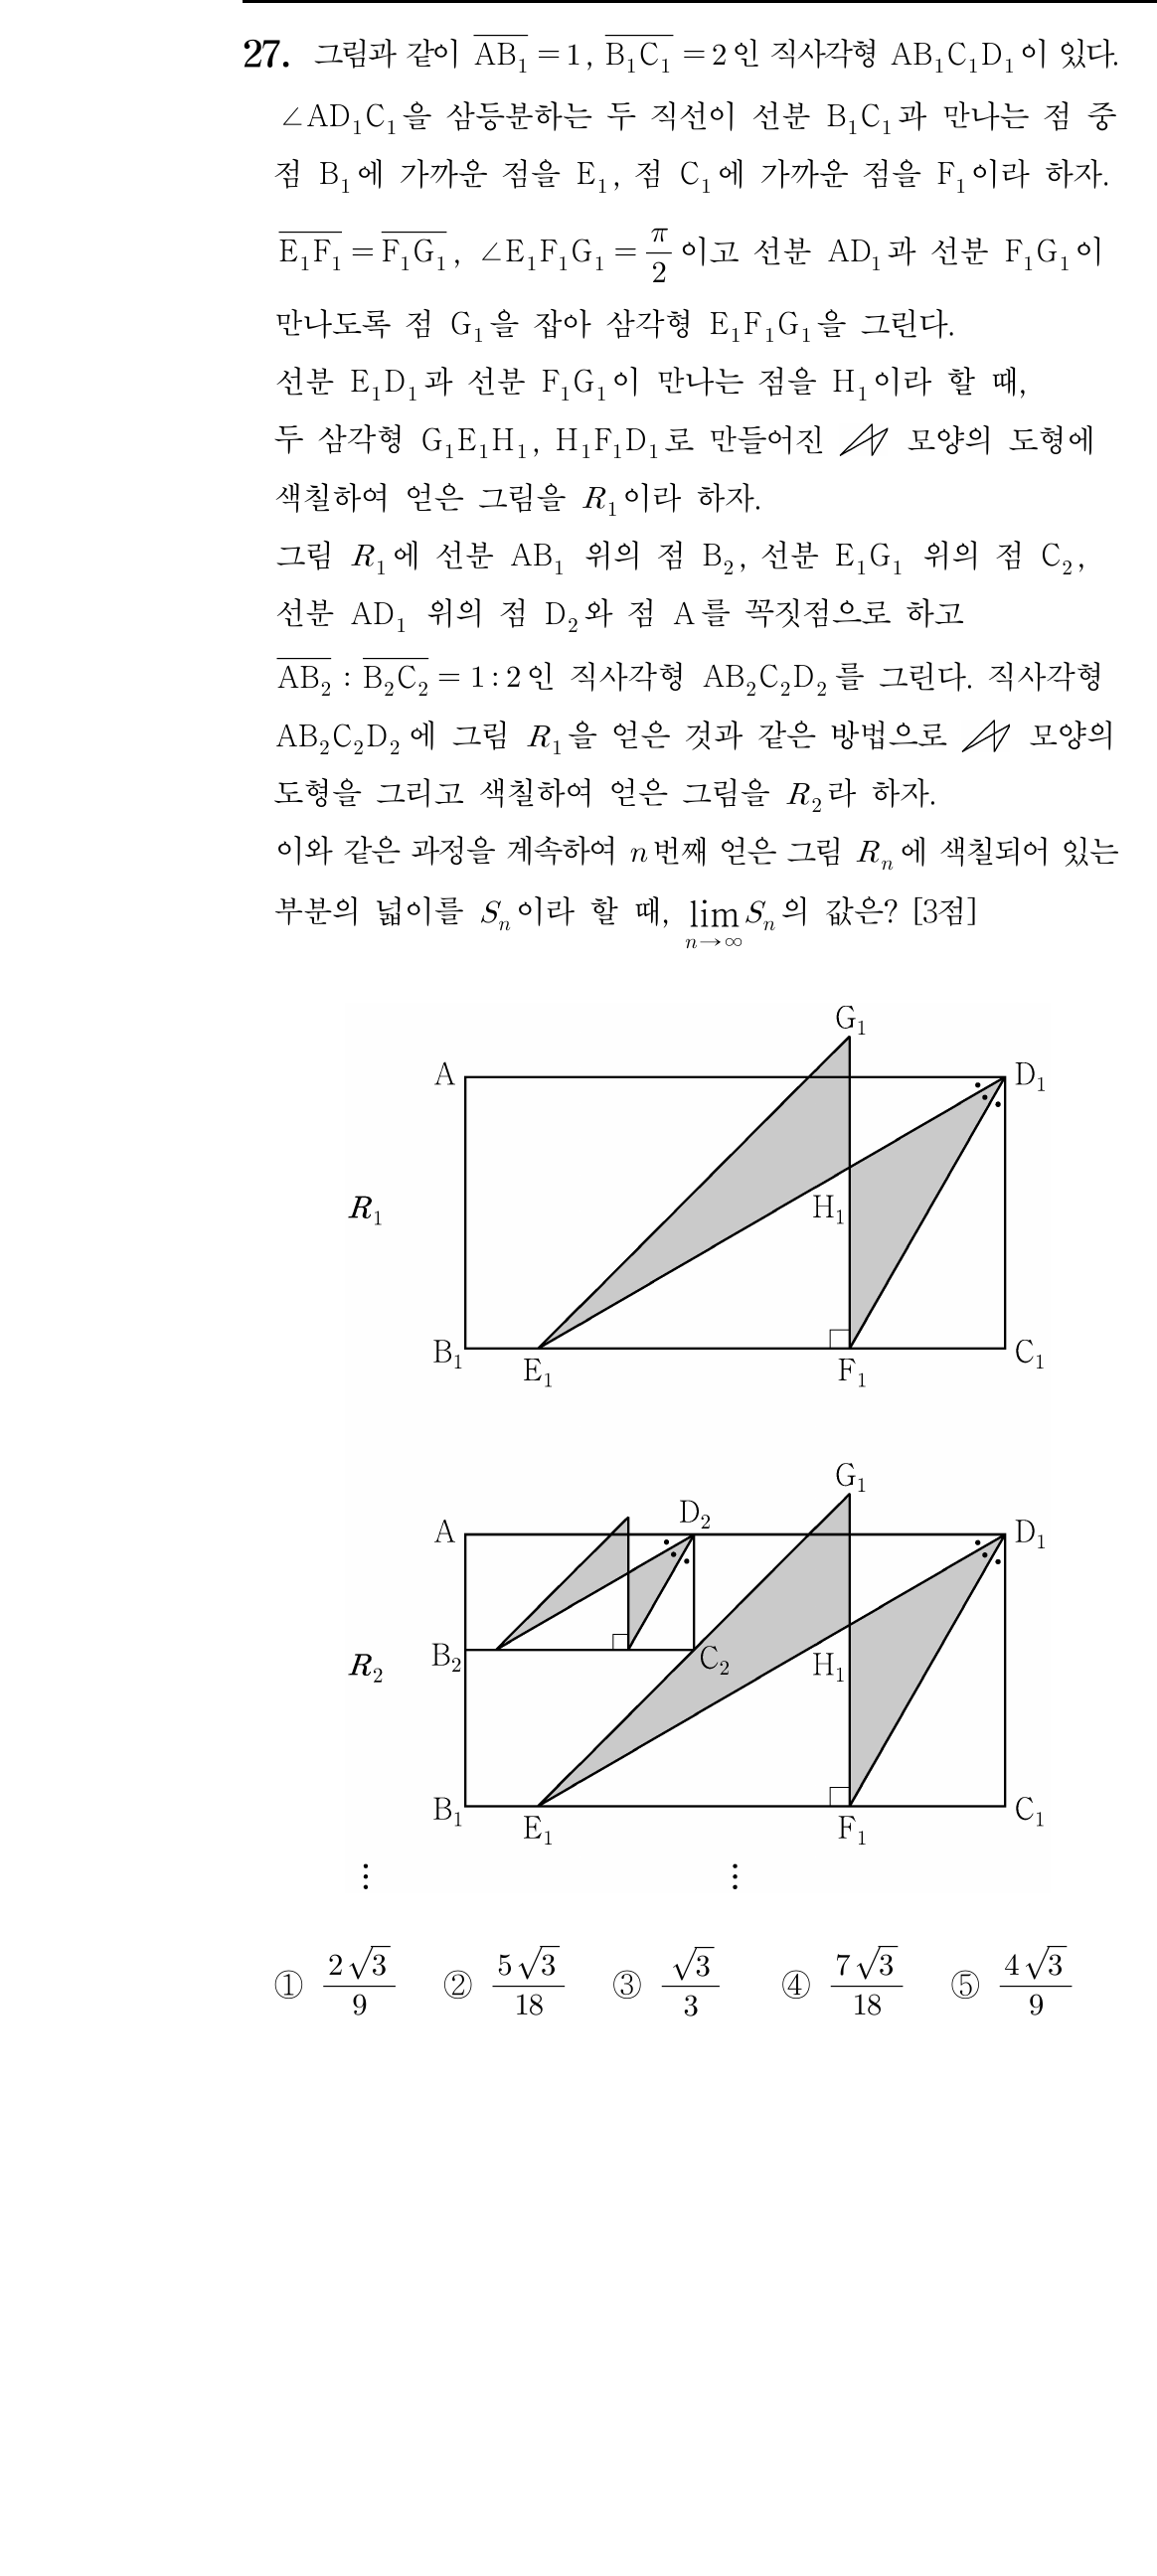 27. 그림과 같이 $\overline{AB_1}=1$, $\overline{B_1C_1}=2$인 직사각형 $AB_1C_1D_1$이 있다.
$\angle AD_1C_1$을 삼등분하는 두 직선이 선분 $B_1C_1$과 만나는 점 중
점 $B_1$에 가까운 점을 $E_1$, 점 $C_1$에 가까운 점을 $F_1$이라 하자.
$\overline{E_1F_1}=\overline{F_1G_1}$, $\angle E_1F_1G_1=\frac{\pi}{2}$이고 선분 $AD_1$과 선분 $F_1G_1$이
만나도록 점 $G_1$을 잡아 삼각형 $E_1F_1G_1$을 그린다.
선분 $E_1D_1$과 선분 $F_1G_1$이 만나는 점을 $H_1$이라 할 때,
두 삼각형 $G_1E_1H_1$, $H_1F_1D_1$로 만들어진 모양의 도형에
색칠하여 얻은 그림을 $R_1$이라 하자.
그림 $R_1$에 선분 $AB_1$ 위의 점 $B_2$, 선분 $E_1G_1$ 위의 점 $C_2$,
선분 $AD_1$ 위의 점 $D_2$와 점 A를 꼭짓점으로 하고
$\overline{AB_2}:\overline{B_2C_2}=1:2$인 직사각형 $AB_2C_2D_2$를 그린다. 직사각형
$AB_2C_2D_2$에 그림 $R_1$을 얻은 것과 같은 방법으로 모양의
도형을 그리고 색칠하여 얻은 그림을 $R_2$라 하자.
이와 같은 과정을 계속하여 $n$번째 얻은 그림 $R_n$에 색칠되어 있는
부분의 넓이를 $S_n$이라 할 때, $\lim_{n\to\infty}S_n$의 값은? [3점]
$G_1$
A $D_1$
$R_1$ $H_1$
$B_1$ $E_1$ $F_1$ $C_1$
$G_1$
A $D_2$ $D_1$
$R_2$ $B_2$ $C_2$ $H_1$
$B_1$ $E_1$ $F_1$ $C_1$
⋮ ⋮
① $\frac{2\sqrt{3}}{9}$ ② $\frac{5\sqrt{3}}{18}$ ③ $\frac{\sqrt{3}}{3}$ ④ $\frac{7\sqrt{3}}{18}$ ⑤ $\frac{4\sqrt{3}}{9}$